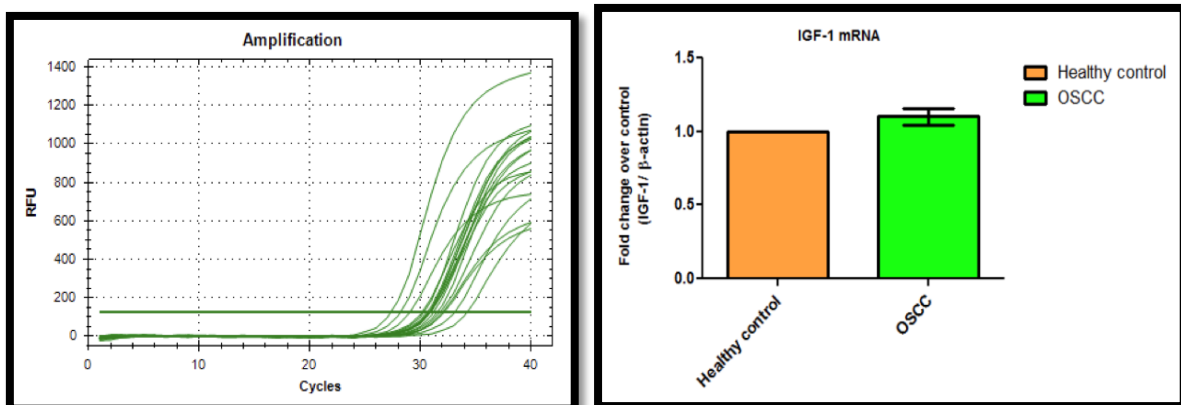 Amplification
1400
1200
1000
800
600
400
200
0
RFU
0 10 20 30 40
Cycles
IGF-1 mRNA
1.5
1.0
0.5
0.0
Fold change over control
(IGF-1/ β-actin)
Healthy control
OSCC
Healthy control
OSCC